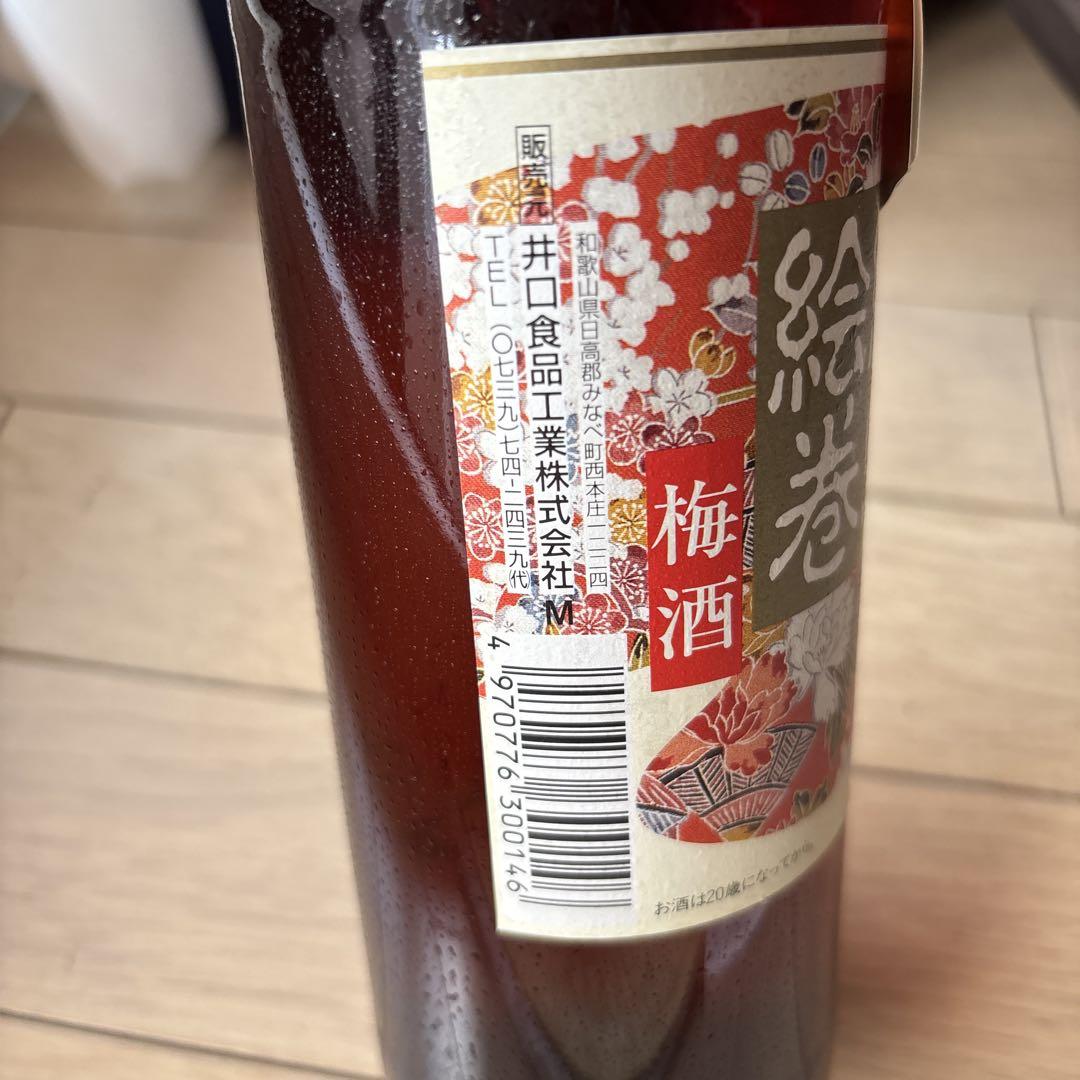 絵巻
梅酒
和歌山県日高郡みなべ町西本庄一一二四
販売元
井口食品工業株式会社 M
TEL(〇七三九)七四-二四三九(代)
4 970776 300146
お酒は20歳になってから。